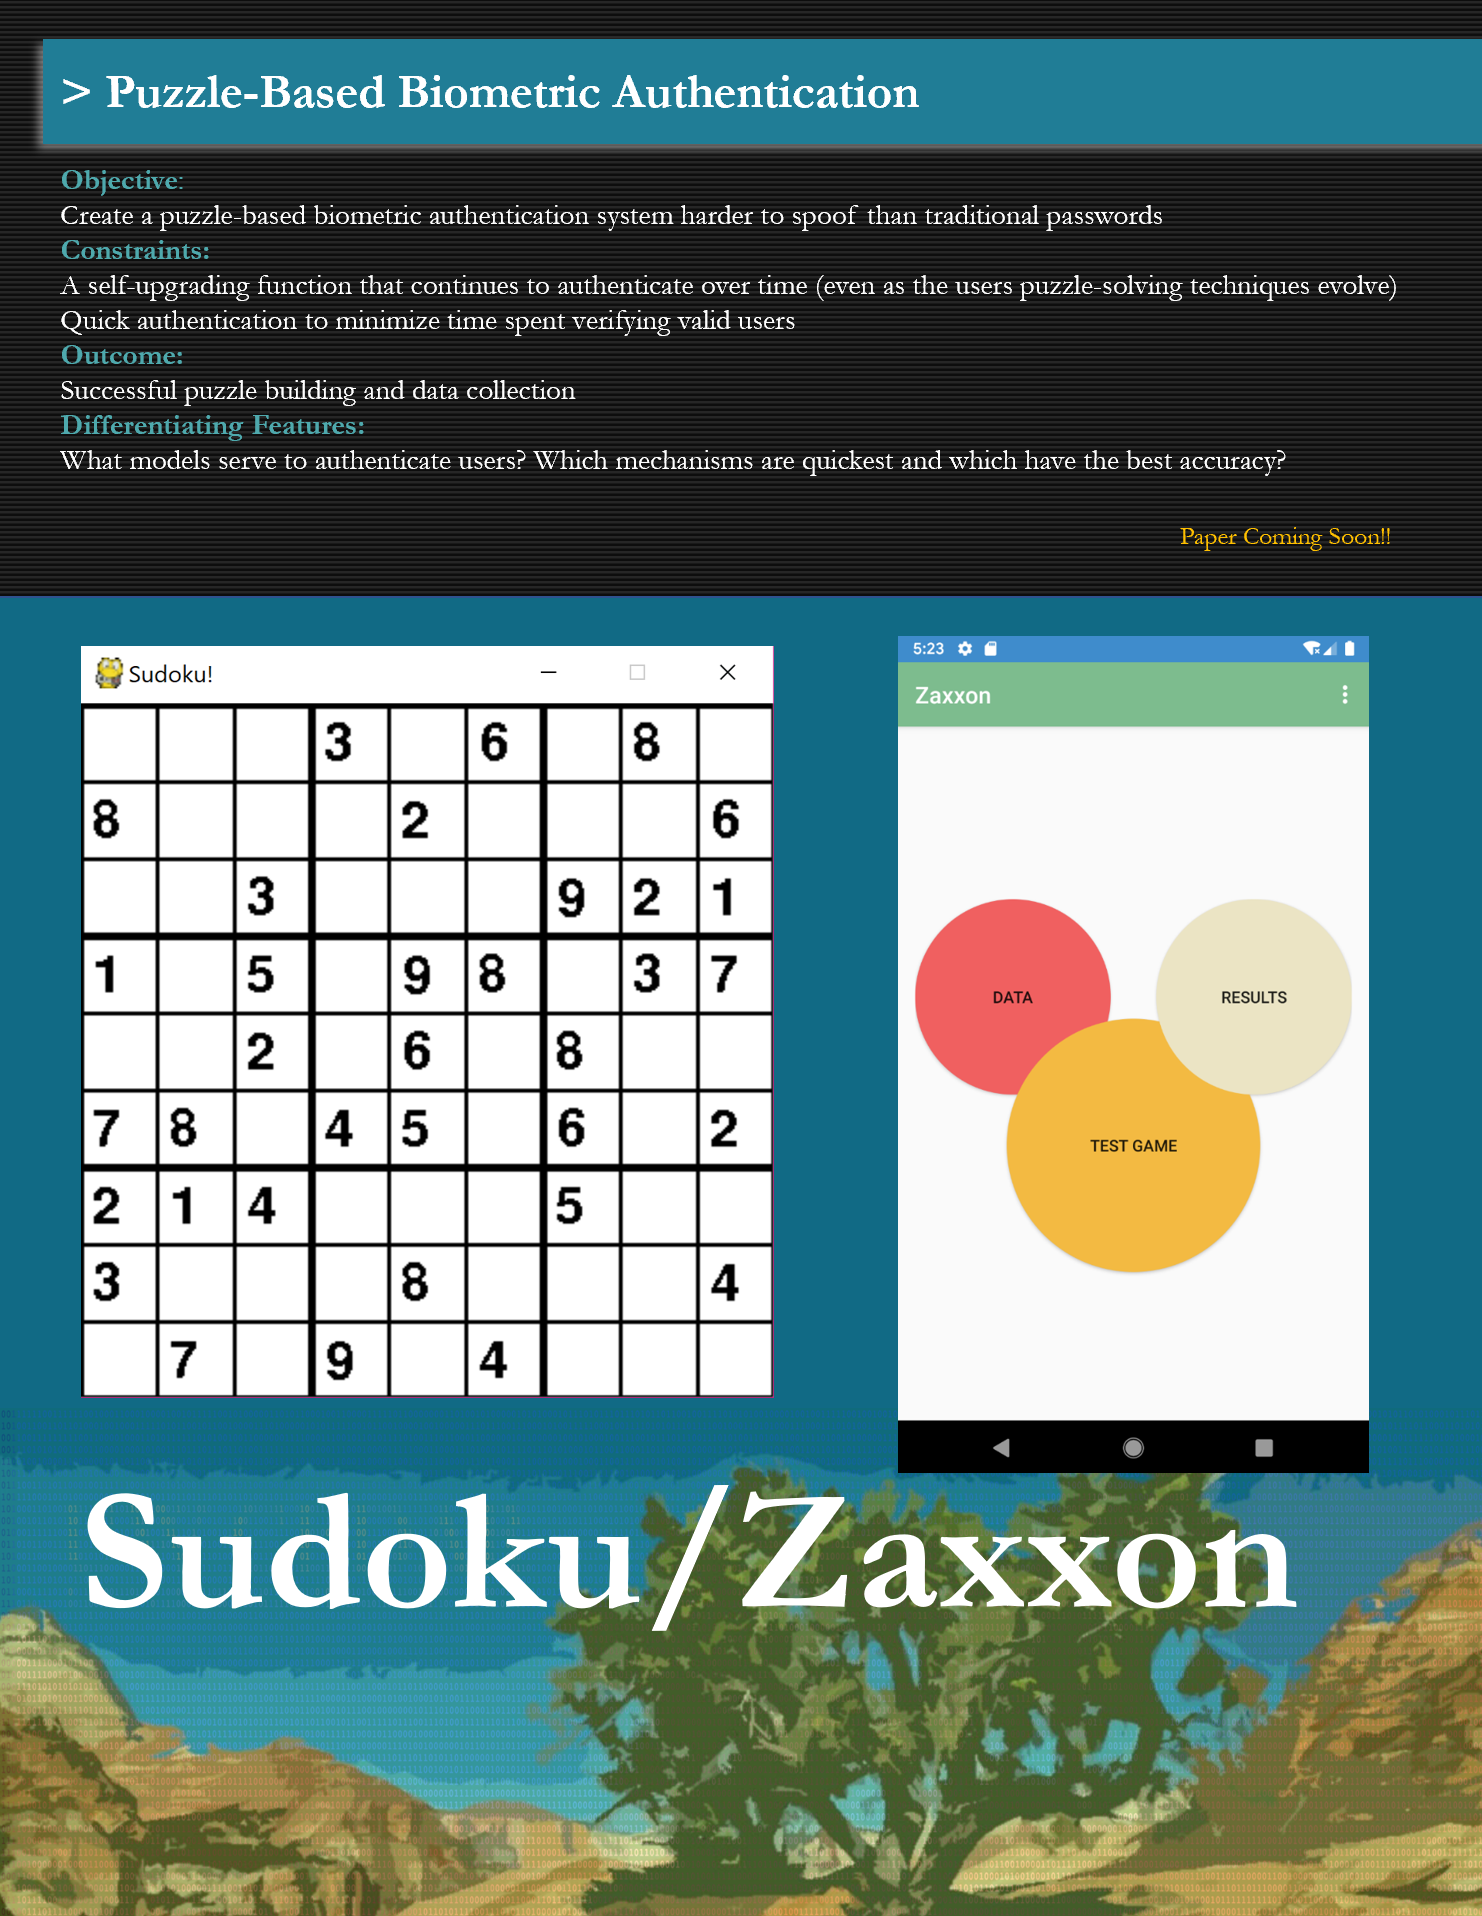 > Puzzle-Based Biometric Authentication
Objective:
Create a puzzle-based biometric authentication system harder to spoof than traditional passwords
Constraints:
A self-upgrading function that continues to authenticate over time (even as the users puzzle-solving techniques evolve)
Quick authentication to minimize time spent verifying valid users
Outcome:
Successful puzzle building and data collection
Differentiating Features:
What models serve to authenticate users? Which mechanisms are quickest and which have the best accuracy?
Paper Coming Soon!!
Sudoku!
3 6 8
8 2 6
3 9 2 1
1 5 9 8 3 7
2 6 8
7 8 4 5 6 2
2 1 4 5
3 8 4
7 9 4
5:23
Zaxxon
DATA
RESULTS
TEST GAME
Sudoku/Zaxxon